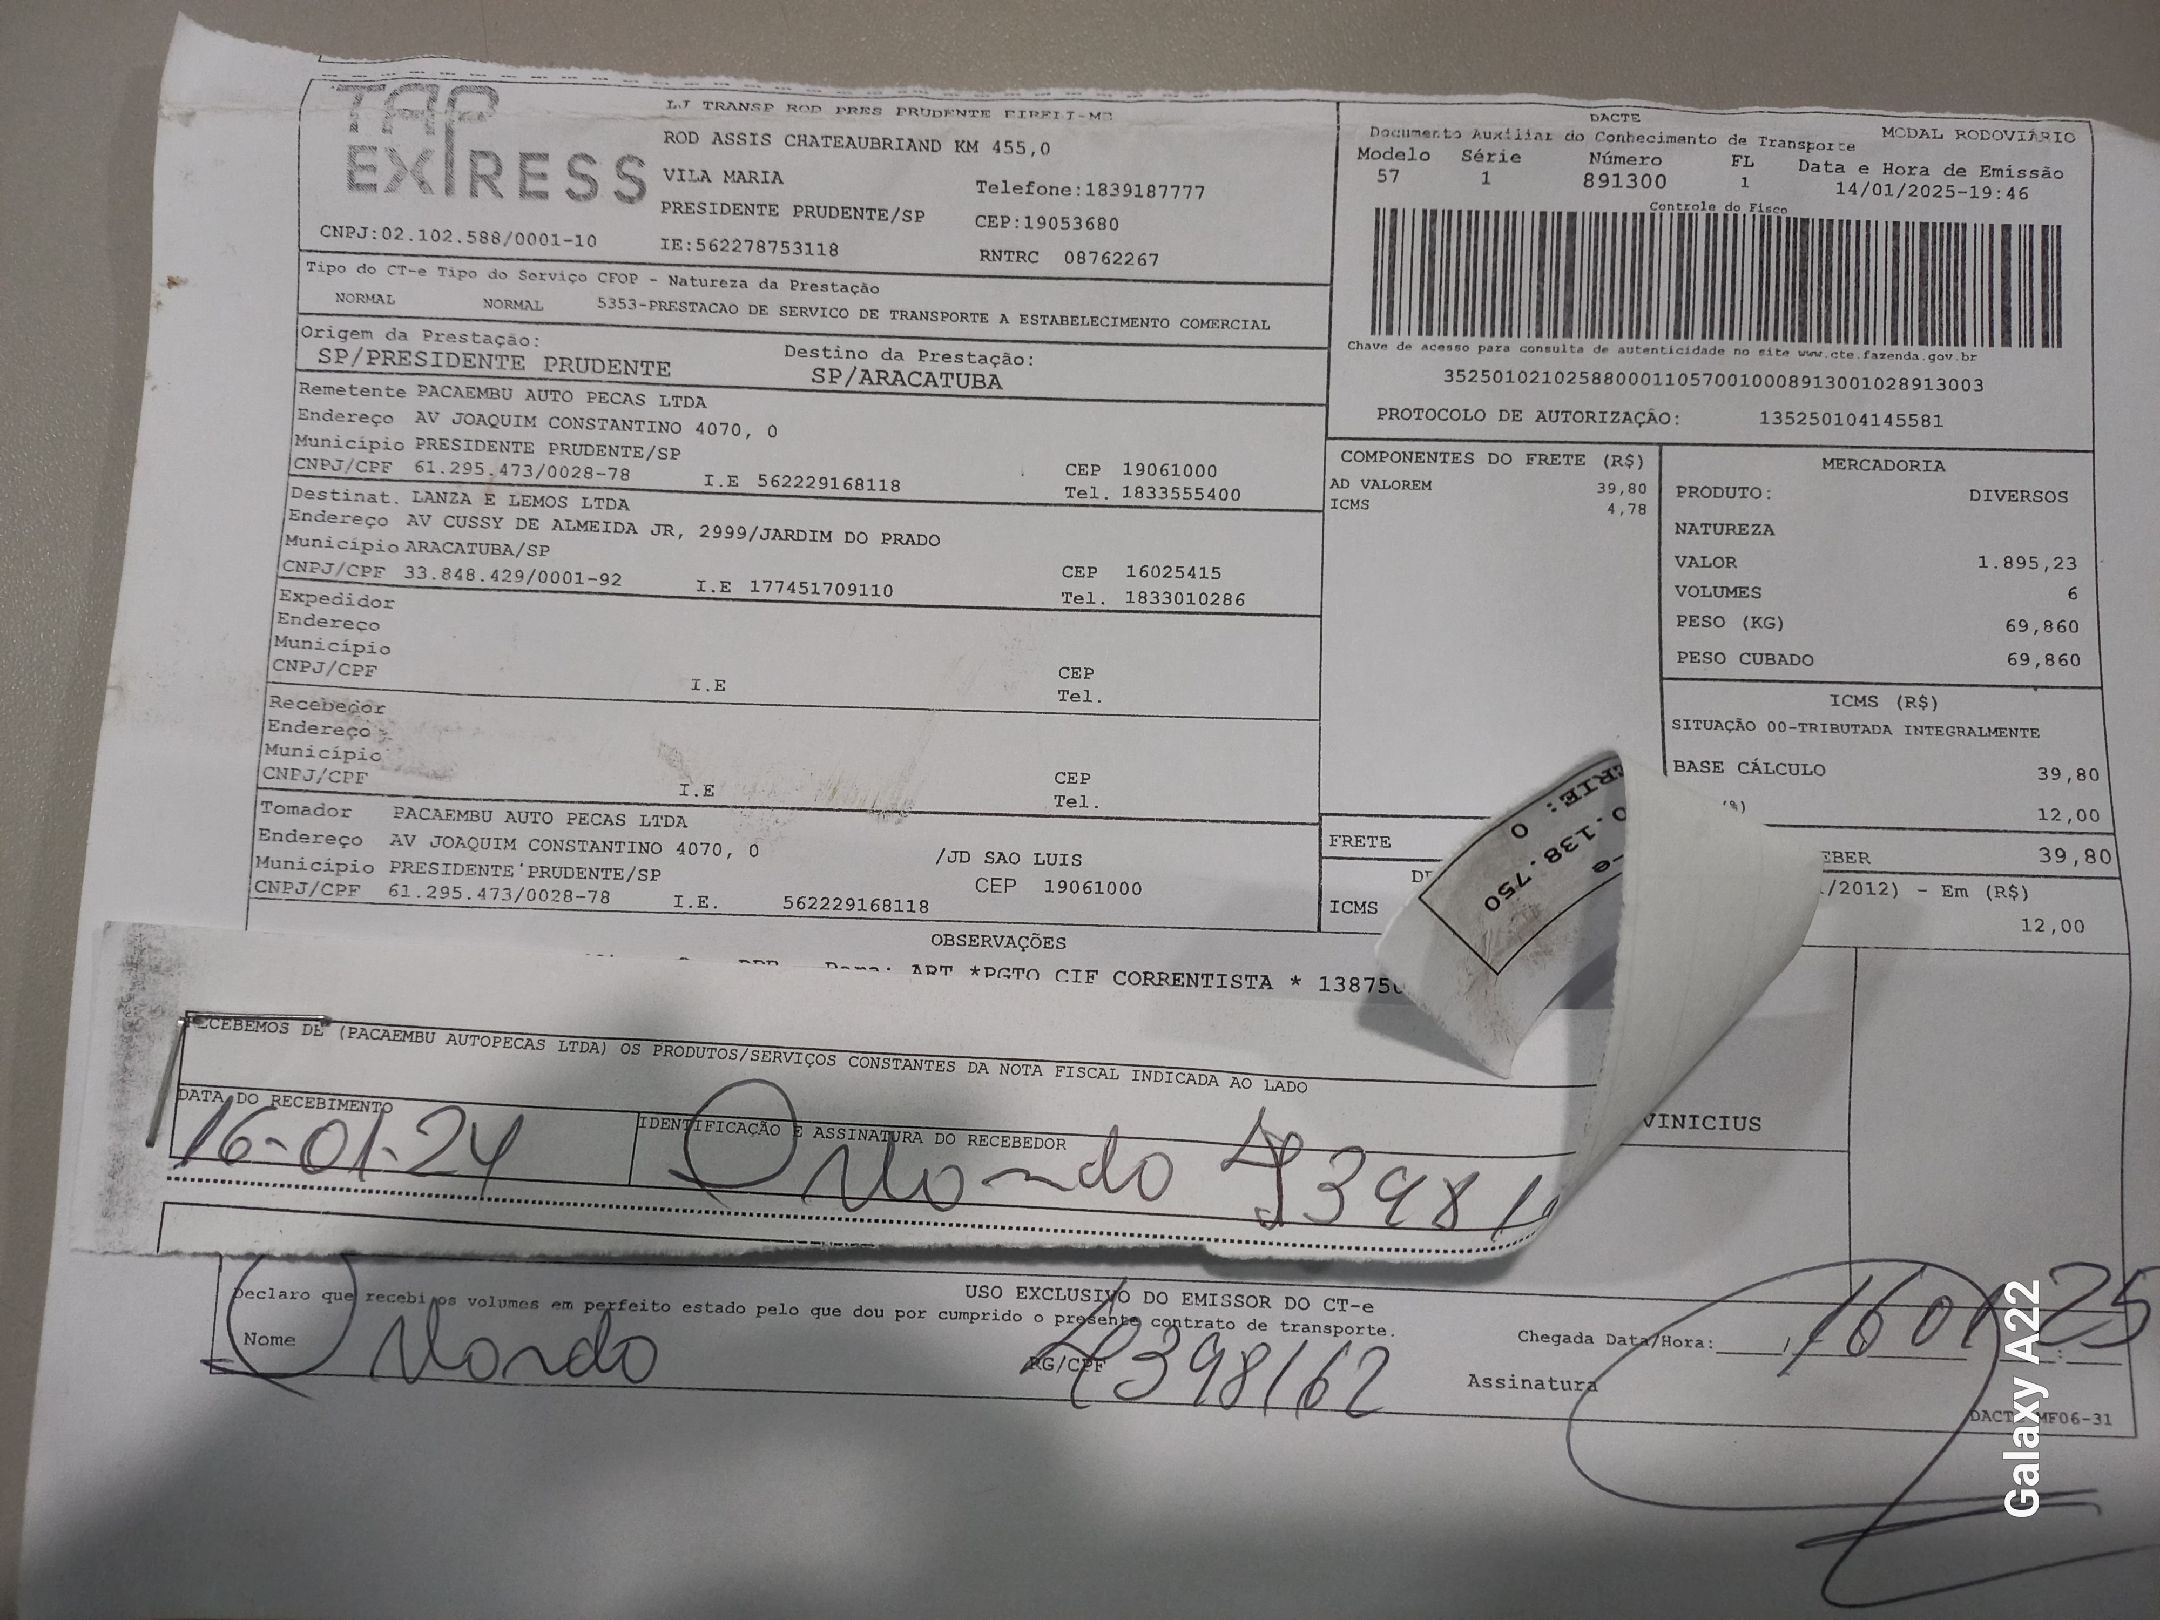 TAP
EXPRESS
LJ TRANSP ROD PRES PRUDENTE EIRELI-ME
ROD ASSIS CHATEAUBRIAND KM 455,0
VILA MARIA
Telefone:1839187777
PRESIDENTE PRUDENTE/SP
CEP:19053680
CNPJ:02.102.588/0001-10
IE:562278753118
RNTRC 08762267
DACTE
Documento Auxiliar do Conhecimento de Transporte
MODAL RODOVIÁRIO
Modelo Série Número FL Data e Hora de Emissão
57 1 891300 1 14/01/2025-19:46
Controle do Fisco
Chave de acesso para consulta de autenticidade no site www.cte.fazenda.gov.br
35250102102588000110570010008913001028913003
PROTOCOLO DE AUTORIZAÇÃO: 135250104145581
Tipo do CT-e Tipo do Serviço CFOP - Natureza da Prestação
NORMAL NORMAL 5353-PRESTACAO DE SERVICO DE TRANSPORTE A ESTABELECIMENTO COMERCIAL
Origem da Prestação: Destino da Prestação:
SP/PRESIDENTE PRUDENTE SP/ARACATUBA
Remetente PACAEMBU AUTO PECAS LTDA
Endereço AV JOAQUIM CONSTANTINO 4070, 0
Município PRESIDENTE PRUDENTE/SP
CEP 19061000
CNPJ/CPF 61.295.473/0028-78 I.E 562229168118 Tel. 1833555400
Destinat. LANZA E LEMOS LTDA
Endereço AV CUSSY DE ALMEIDA JR, 2999/JARDIM DO PRADO
Município ARACATUBA/SP
CEP 16025415
CNPJ/CPF 33.848.429/0001-92 I.E 177451709110 Tel. 1833010286
Expedidor
Endereço
Município
CEP
CNPJ/CPF I.E Tel.
Recebedor
Endereço
Município
CEP
CNPJ/CPF I.E Tel.
Tomador PACAEMBU AUTO PECAS LTDA
Endereço AV JOAQUIM CONSTANTINO 4070, 0 /JD SAO LUIS
Município PRESIDENTE PRUDENTE/SP CEP 19061000
CNPJ/CPF 61.295.473/0028-78 I.E. 562229168118
COMPONENTES DO FRETE (R$)
AD VALOREM 39,80
ICMS 4,78
FRETE
ICMS
MERCADORIA
PRODUTO: DIVERSOS
NATUREZA
VALOR 1.895,23
VOLUMES 6
PESO (KG) 69,860
PESO CUBADO 69,860
ICMS (R$)
SITUAÇÃO 00-TRIBUTADA INTEGRALMENTE
BASE CÁLCULO 39,80
%) 12,00
EBER 39,80
/2012) - Em (R$)
12,00
RIE: 0
0.138.750
-e
OBSERVAÇÕES
Para: ART *PGTO CIF CORRENTISTA * 13875
RECEBEMOS DE (PACAEMBU AUTOPECAS LTDA) OS PRODUTOS/SERVIÇOS CONSTANTES DA NOTA FISCAL INDICADA AO LADO
DATA DO RECEBIMENTO
IDENTIFICAÇÃO E ASSINATURA DO RECEBEDOR
16-01-24 Orlando 43981
VINICIUS
USO EXCLUSIVO DO EMISSOR DO CT-e
Declaro que recebi os volumes em perfeito estado pelo que dou por cumprido o presente contrato de transporte.
Nome Orlando RG/CPF 4398162
Chegada Data/Hora: 16 01 25
Assinatura
DACTE MF06-31
Galaxy A22